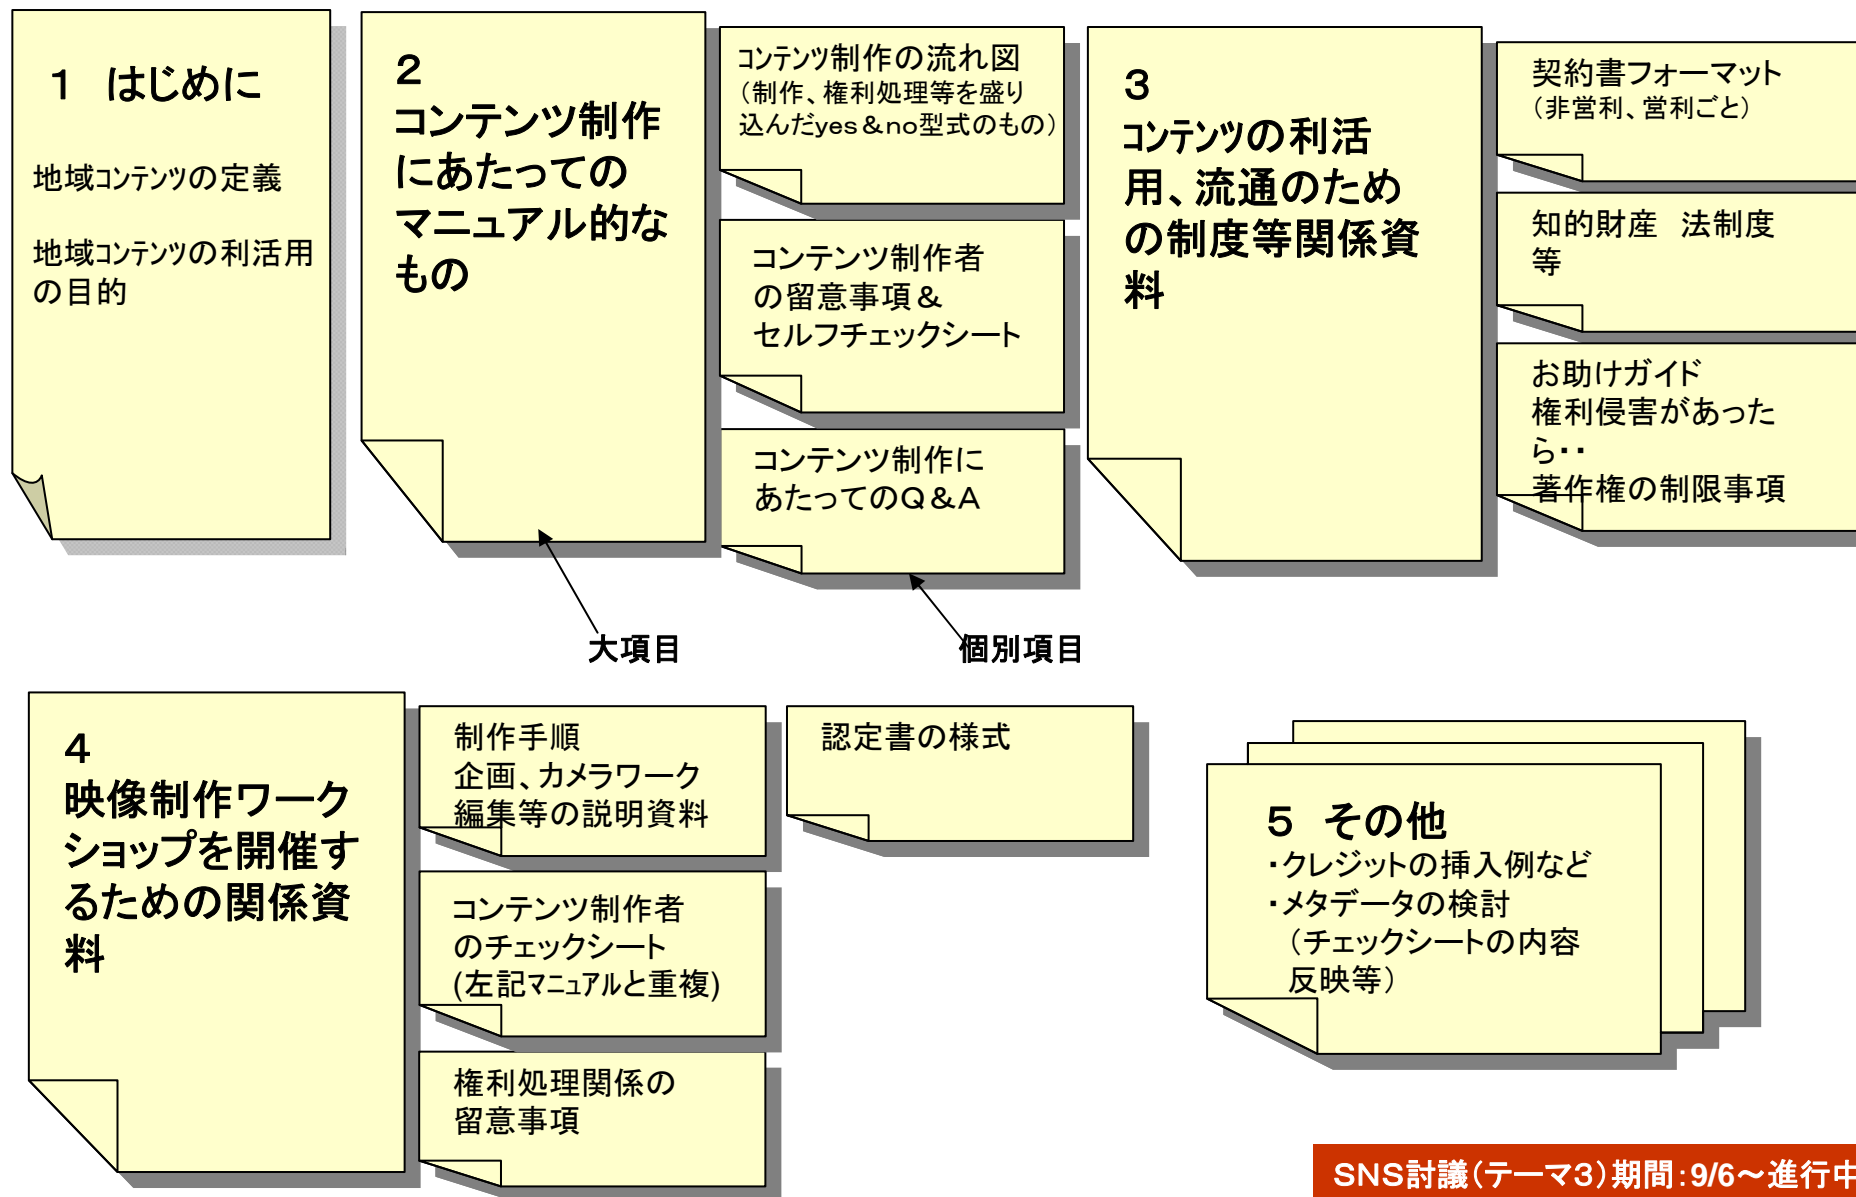 1　はじめに
地域コンテンツの定義
地域コンテンツの利活用
の目的
２
コンテンツ制作
にあたっての
マニュアル的な
もの
コンテンツ制作の流れ図
（制作、権利処理等を盛り
込んだyes＆no型式のもの）
コンテンツ制作者
の留意事項＆
セルフチェックシート
コンテンツ制作に
あたってのＱ＆Ａ
３
コンテンツの利活
用、流通のため
の制度等関係資
料
契約書フォーマット
（非営利、営利ごと）
知的財産　法制度
等
お助けガイド
権利侵害があった
ら・・
著作権の制限事項
大項目
個別項目
４
映像制作ワーク
ショップを開催す
るための関係資
料
制作手順
企画、カメラワーク
編集等の説明資料
コンテンツ制作者
のチェックシート
(左記マニュアルと重複)
権利処理関係の
留意事項
認定書の様式
５　その他
・クレジットの挿入例など
・メタデータの検討
（チェックシートの内容
反映等）
ＳＮＳ討議（テーマ３）期間：9/6～進行中